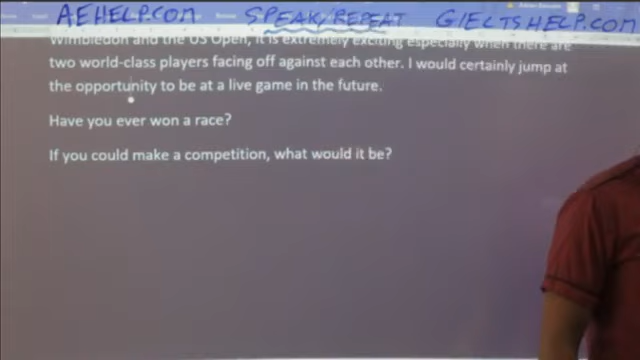 AEHELP.COM SPEAK/REPEAT GIELTSHELP.COM
Wimbledon and the US Open, it is extremely exciting especially when there are
two world-class players facing off against each other. I would certainly jump at
the opportunity to be at a live game in the future.
Have you ever won a race?
If you could make a competition, what would it be?